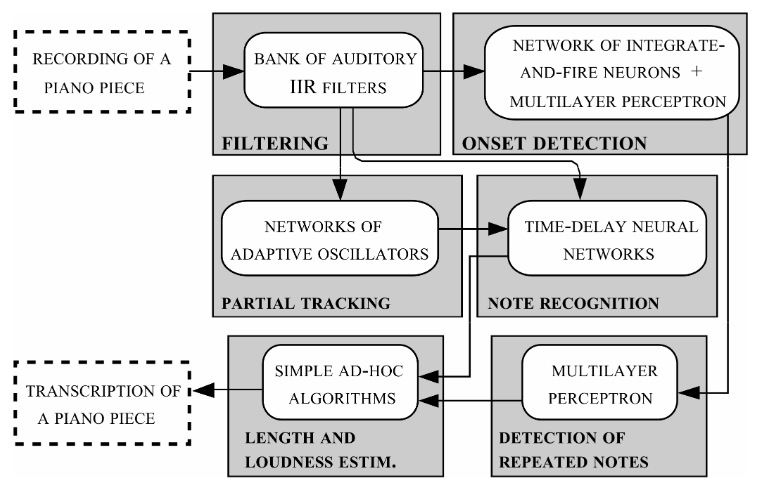 RECORDING OF A
PIANO PIECE
BANK OF AUDITORY
IIR FILTERS
FILTERING
NETWORK OF INTEGRATE-
AND-FIRE NEURONS +
MULTILAYER PERCEPTRON
ONSET DETECTION
NETWORKS OF
ADAPTIVE OSCILLATORS
PARTIAL TRACKING
TIME-DELAY NEURAL
NETWORKS
NOTE RECOGNITION
TRANSCRIPTION OF
A PIANO PIECE
SIMPLE AD-HOC
ALGORITHMS
LENGTH AND
LOUDNESS ESTIM.
MULTILAYER
PERCEPTRON
DETECTION OF
REPEATED NOTES